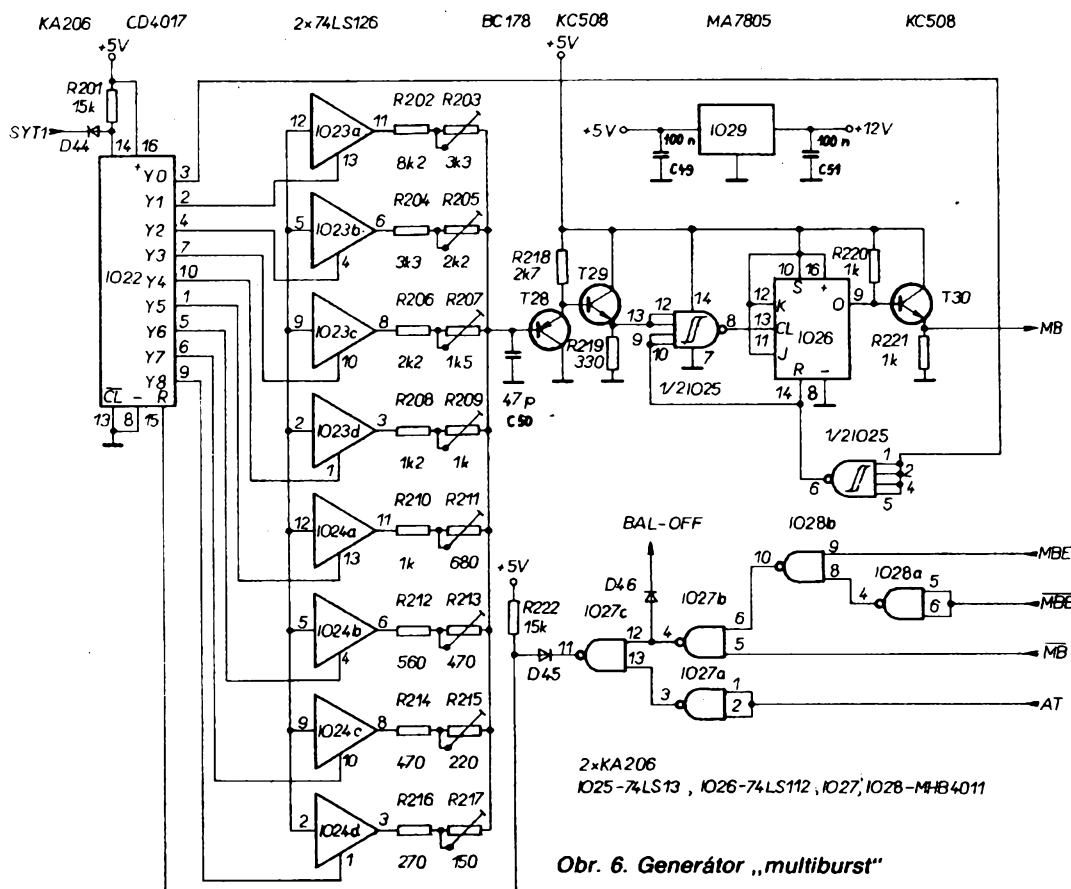 KA206 CD4017 2x74LS126 BC178 KC508 MA7805 KC508
+5V
R201
15k
SYT1
D44
14 16
+
Y0 3
Y1 2
Y2 4
Y3 7
Y4 10
Y5 1
Y6 5
Y7 6
Y8 9
IO22
CL - R
13 8 15
12 IO23a 11
13
R202 R203
8k2 3k3
5 IO23b 6
4
R204 R205
3k3 2k2
9 IO23c 8
10
R206 R207
2k2 1k5
2 IO23d 3
1
R208 R209
1k2 1k
12 IO24a 11
13
R210 R211
1k 680
5 IO24b 6
4
R212 R213
560 470
9 IO24c 8
10
R214 R215
470 220
2 IO24d 3
1
R216 R217
270 150
+5V
+5V IO29 +12V
100n
C49
100n
C51
47p
C50
R218
2k7
T28
T29
R219
330
13 12
9 10
14
8
7
1/2IO25
10 16
S +
12 K
13 CL
11 J
O 9
IO26
R -
14 8
R220
1k
T30
R221
1k
MB
1/2IO25
6
1
2
4
5
BAL-OFF
D46
+5V
R222
15k
D45
IO27c
11
12
13
IO27b
4
6
5
IO27a
3
1
2
IO28b
10
9
8
IO28a
4
5
6
MBE
MBE
MB
AT
2xKA206
IO25-74LS13 , IO26-74LS112 , IO27, IO28-MHB4011
Obr. 6. Generátor „multiburst"